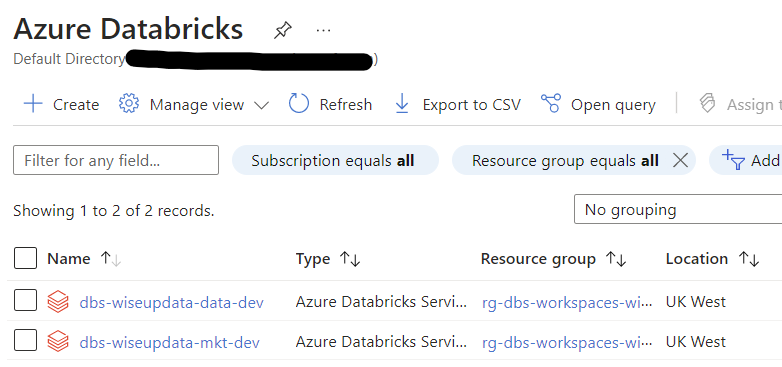 Azure Databricks
Default Directory )
Create Manage view Refresh Export to CSV Open query Assign t
Filter for any field... Subscription equals all Resource group equals all Add
Showing 1 to 2 of 2 records.
No grouping
Name Type Resource group Location
dbs-wiseupdata-data-dev Azure Databricks Servi... rg-dbs-workspaces-wi... UK West
dbs-wiseupdata-mkt-dev Azure Databricks Servi... rg-dbs-workspaces-wi... UK West